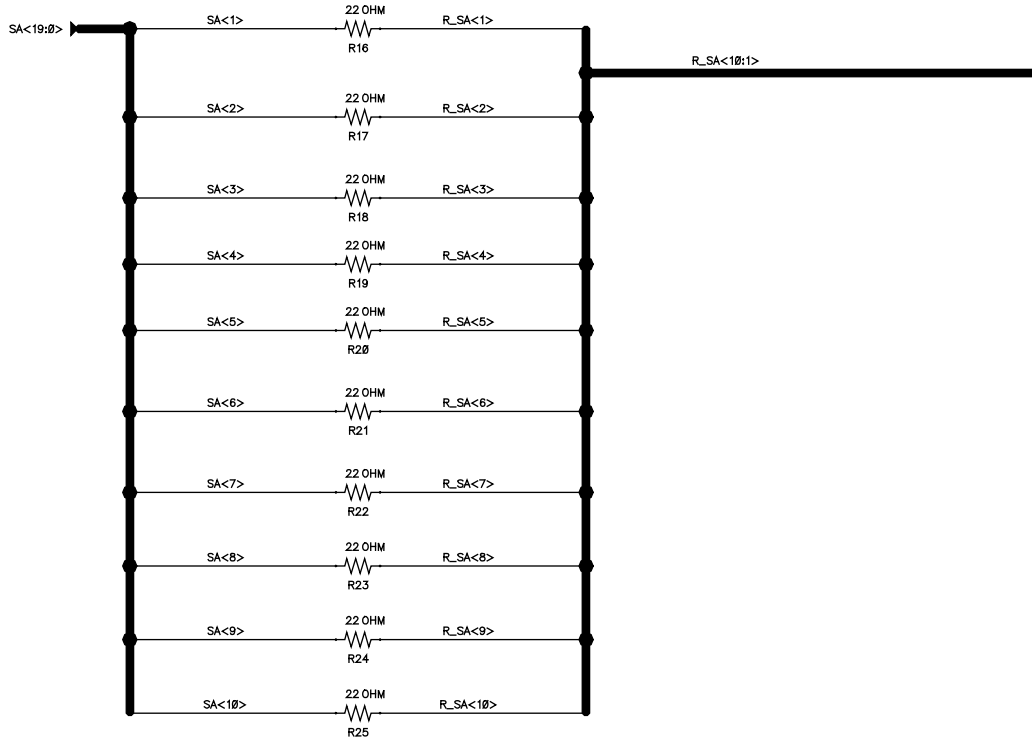 22 OHM
SA<19:0> SA<1> R_SA<1>
R16
R_SA<10:1>
22 OHM
SA<2> R_SA<2>
R17
22 OHM
SA<3> R_SA<3>
R18
22 OHM
SA<4> R_SA<4>
R19
22 OHM
SA<5> R_SA<5>
R20
22 OHM
SA<6> R_SA<6>
R21
22 OHM
SA<7> R_SA<7>
R22
22 OHM
SA<8> R_SA<8>
R23
22 OHM
SA<9> R_SA<9>
R24
22 OHM
SA<10> R_SA<10>
R25